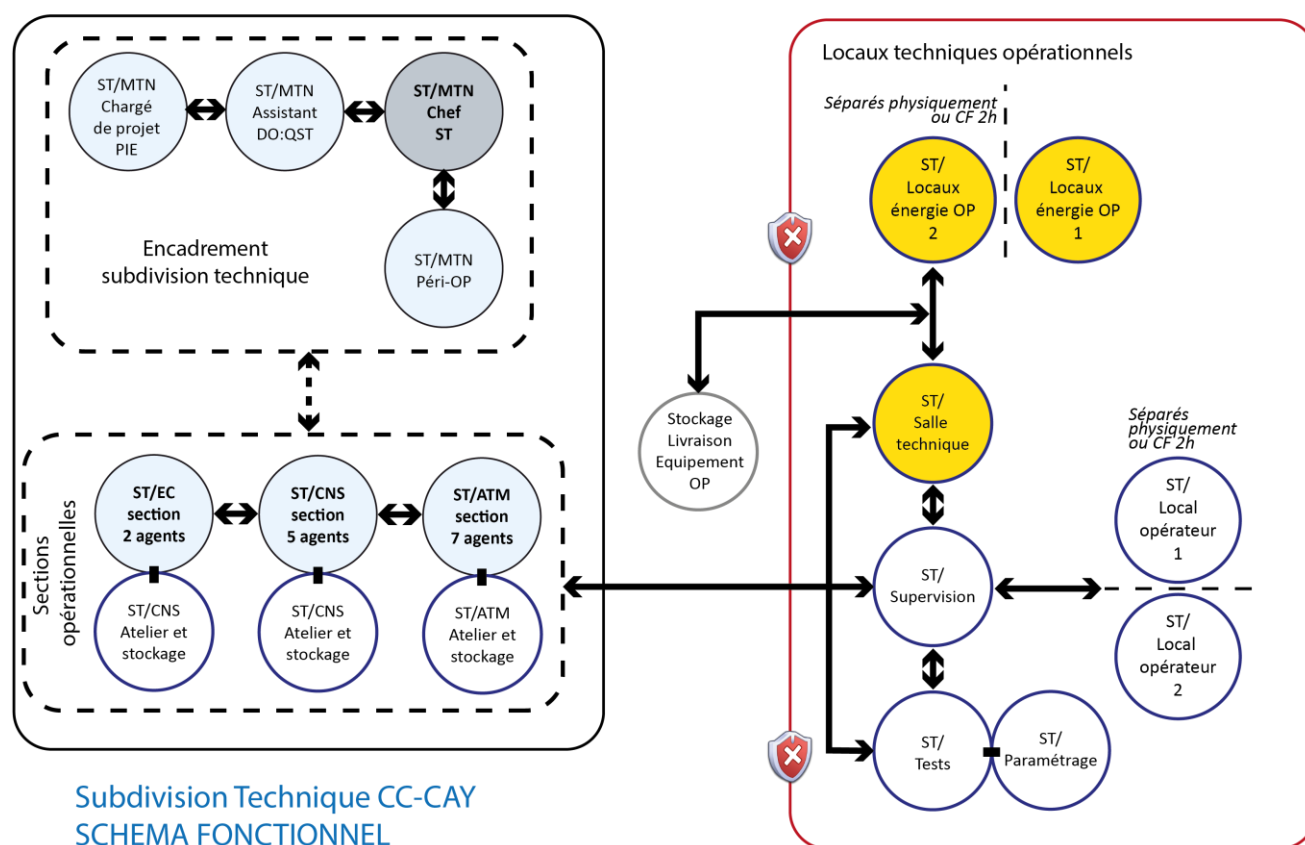 ST/MTN
Chargé
de projet
PIE
ST/MTN
Assistant
DO:QST
ST/MTN
Chef
ST
ST/MTN
Péri-OP
Encadrement
subdivision technique
Sections
opérationnelles
ST/EC
section
2 agents
ST/CNS
section
5 agents
ST/ATM
section
7 agents
ST/CNS
Atelier et
stockage
ST/CNS
Atelier et
stockage
ST/ATM
Atelier et
stockage
Subdivision Technique CC-CAY
SCHEMA FONCTIONNEL
Stockage
Livraison
Equipement
OP
Locaux techniques opérationnels
Séparés physiquement
ou CF 2h
ST/
Locaux
énergie OP
2
ST/
Locaux
énergie OP
1
ST/
Salle
technique
Séparés
physiquement
ou CF 2h
ST/
Local
opérateur
1
ST/
Supervision
ST/
Local
opérateur
2
ST/
Tests
ST/
Paramétrage